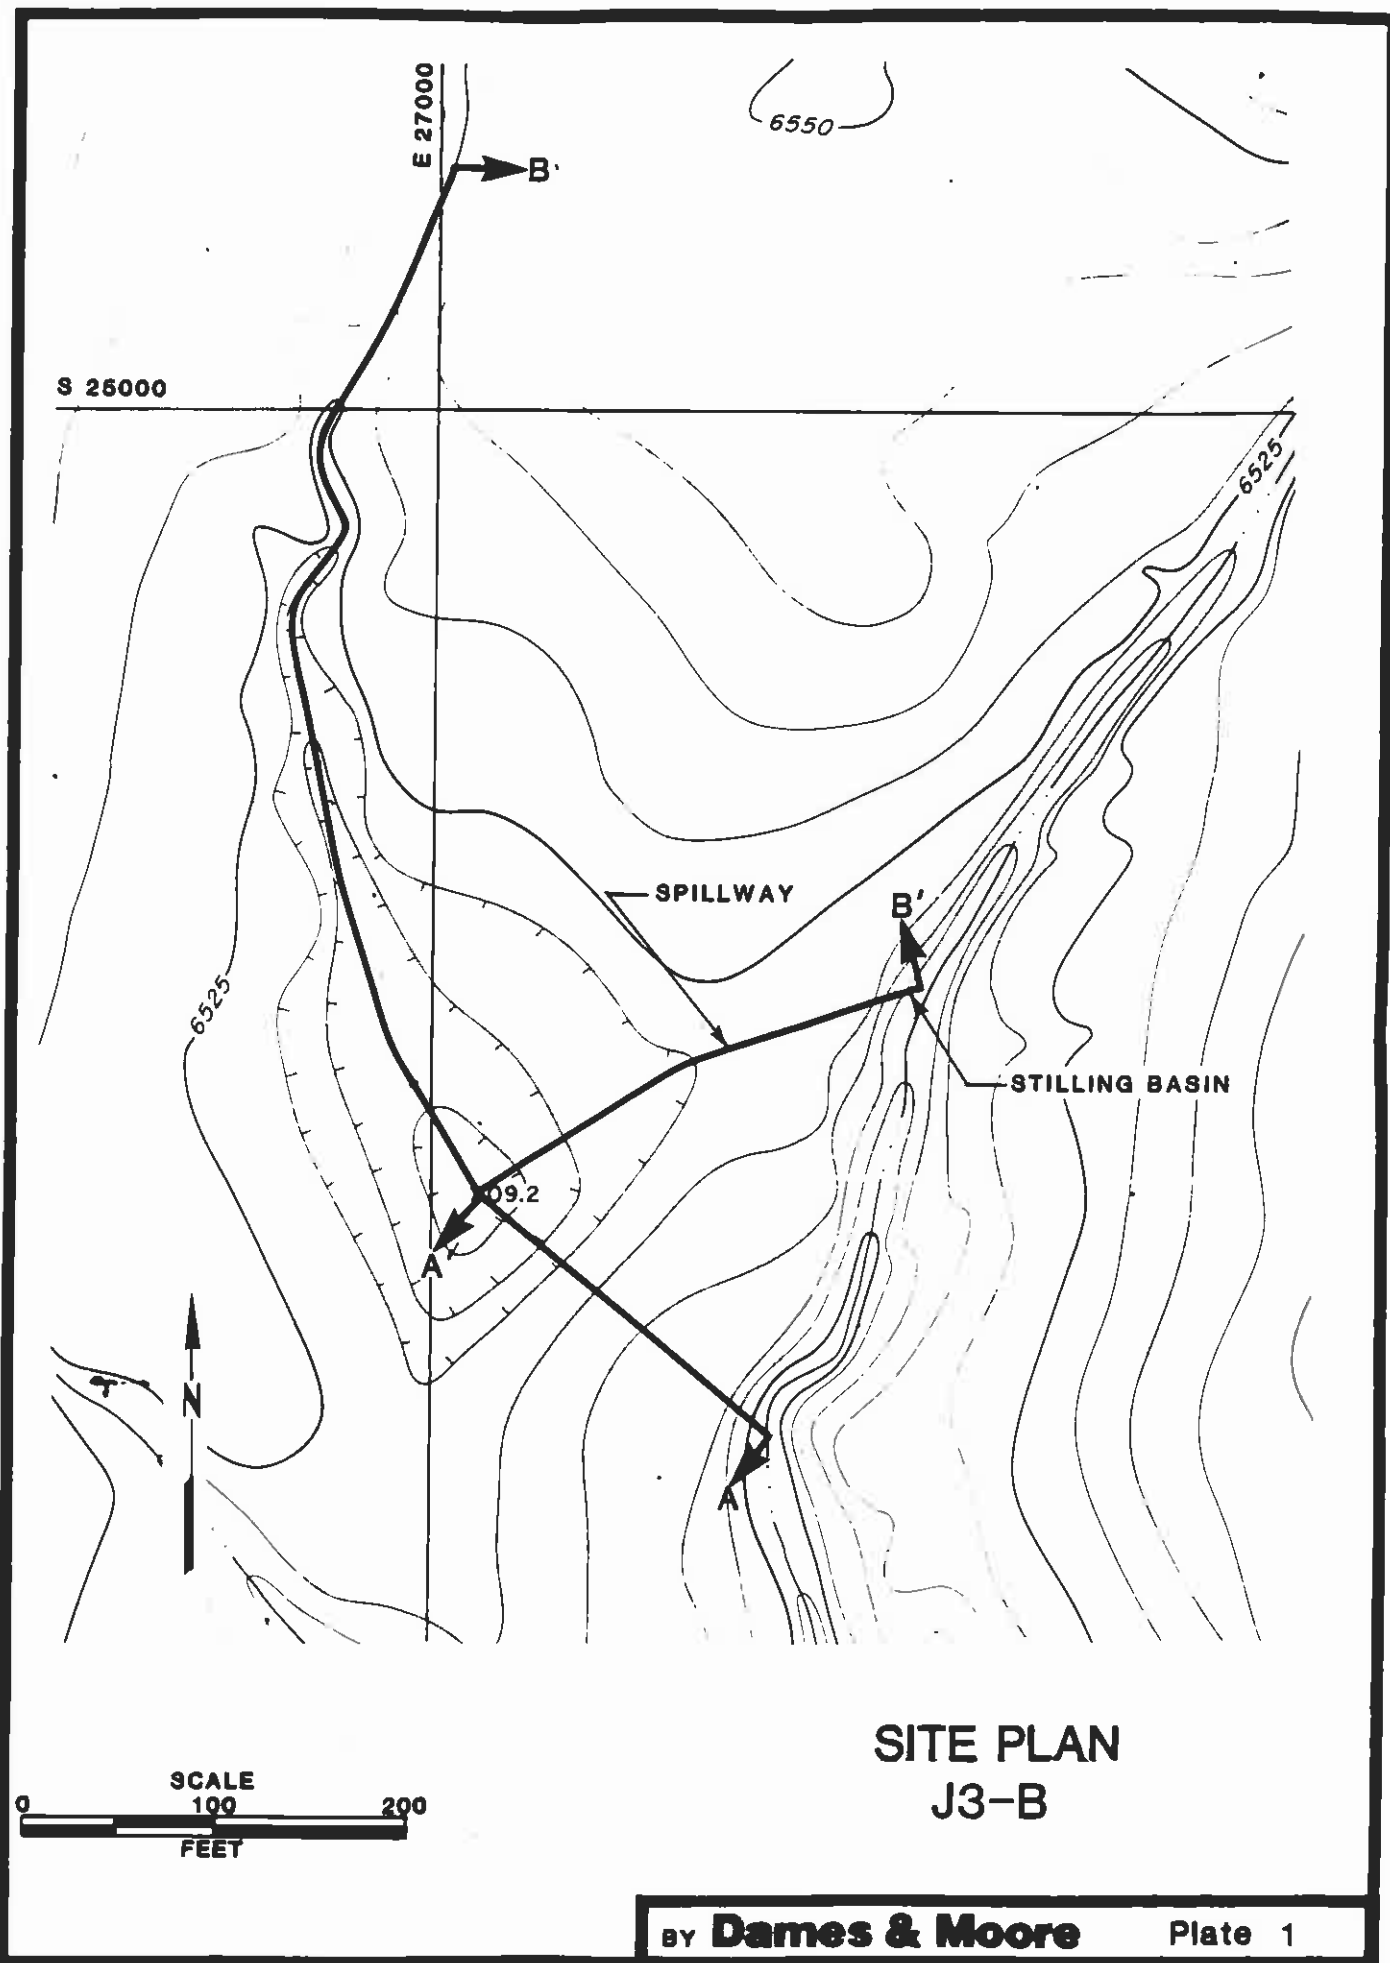 E 27000
6550
B
S 25000
6525
SPILLWAY
B'
6525
STILLING BASIN
09.2
A
N
A
SITE PLAN
J3-B
SCALE
0 100 200
FEET
BY Dames & Moore Plate 1